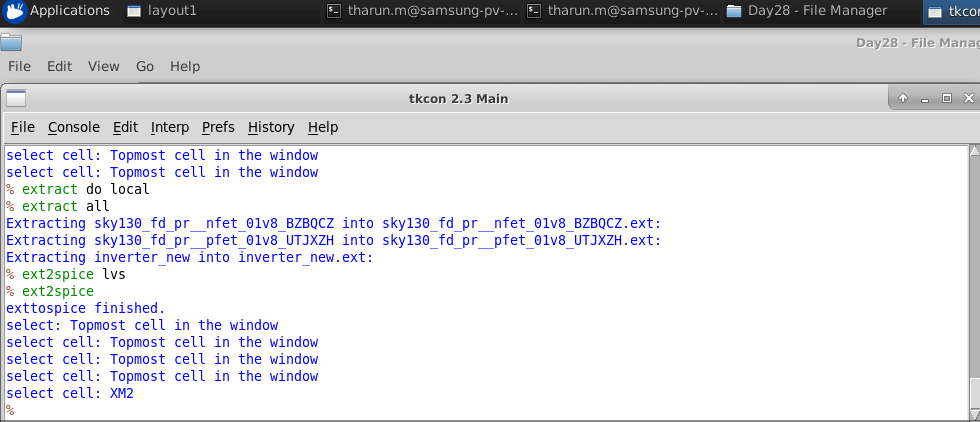 Applications layout1 tharun.m@samsung-pv-... tharun.m@samsung-pv-... Day28 - File Manager tkcon
Day28 - File Manag
File Edit View Go Help
tkcon 2.3 Main
File Console Edit Interp Prefs History Help
select cell: Topmost cell in the window
select cell: Topmost cell in the window
% extract do local
% extract all
Extracting sky130_fd_pr__nfet_01v8_BZBQCZ into sky130_fd_pr__nfet_01v8_BZBQCZ.ext:
Extracting sky130_fd_pr__pfet_01v8_UTJXZH into sky130_fd_pr__pfet_01v8_UTJXZH.ext:
Extracting inverter_new into inverter_new.ext:
% ext2spice lvs
% ext2spice
exttospice finished.
select: Topmost cell in the window
select cell: Topmost cell in the window
select cell: Topmost cell in the window
select cell: Topmost cell in the window
select cell: XM2
%